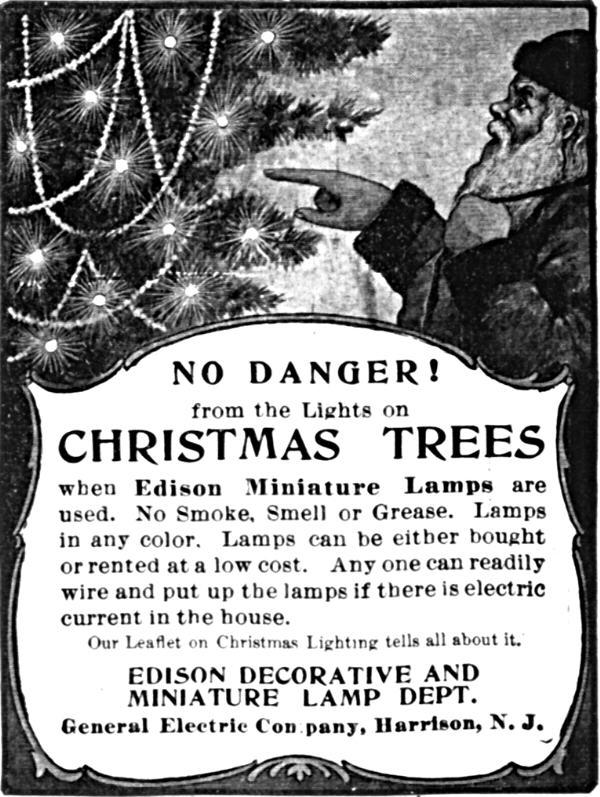 NO DANGER!
from the Lights on
CHRISTMAS TREES
when Edison Miniature Lamps are
used. No Smoke, Smell or Grease. Lamps
in any color. Lamps can be either bought
or rented at a low cost. Any one can readily
wire and put up the lamps if there is electric
current in the house.
Our Leaflet on Christmas Lighting tells all about it.
EDISON DECORATIVE AND
MINIATURE LAMP DEPT.
General Electric Company, Harrison, N. J.